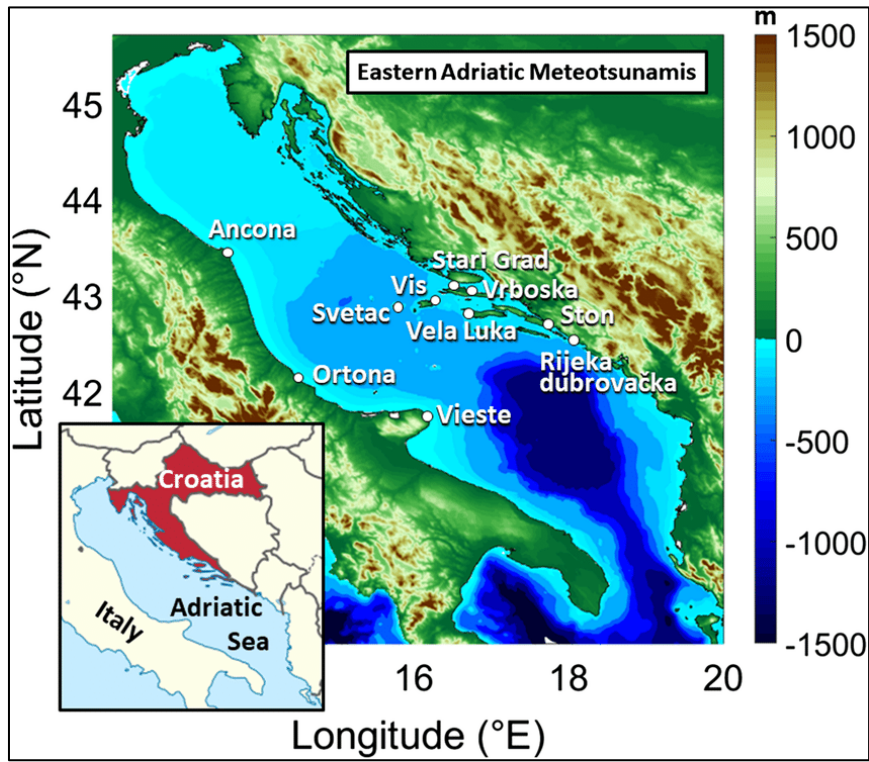 m
Eastern Adriatic Meteotsunamis
1500
1000
500
0
-500
-1000
-1500
45
44
43
42
Latitude (°N)
Ancona
Stari Grad
Vis
Vrboska
Svetac
Ston
Vela Luka
Rijeka
dubrovačka
Ortona
Vieste
Croatia
Adriatic
Sea
Italy
16
18
20
Longitude (°E)